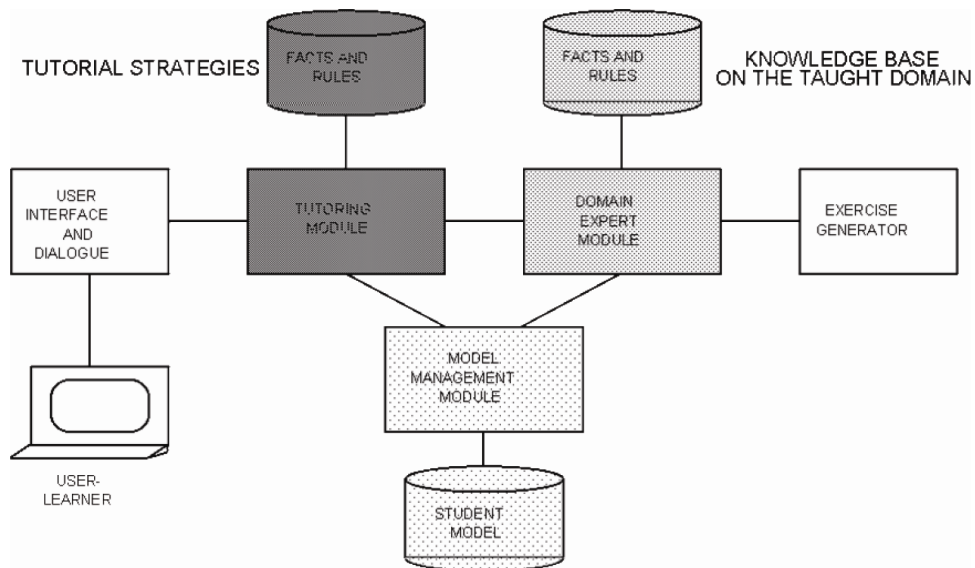 TUTORIAL STRATEGIES
FACTS AND
RULES
FACTS AND
RULES
KNOWLEDGE BASE
ON THE TAUGHT DOMAIN
USER
INTERFACE
AND
DIALOGUE
TUTORING
MODULE
DOMAIN
EXPERT
MODULE
EXERCISE
GENERATOR
MODEL
MANAGEMENT
MODULE
USER-
LEARNER
STUDENT
MODEL